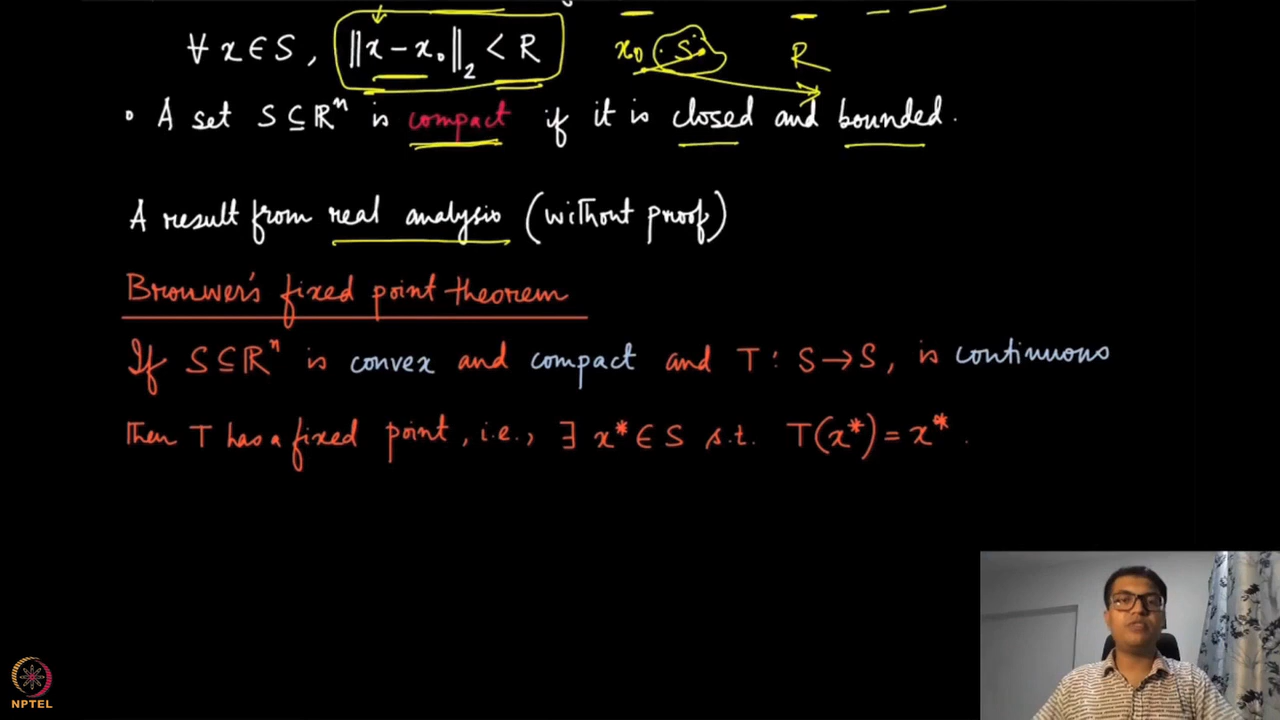 ∀ x ∈ S, ‖x − x₀‖₂ < R x₀ S R
• A set S ⊆ ℝⁿ is compact if it is closed and bounded.
A result from real analysis (without proof)
Brouwer's fixed point theorem
If S ⊆ ℝⁿ is convex and compact and T : S → S, is continuous
Then T has a fixed point, i.e., ∃ x* ∈ S s.t. T(x*) = x*.
NPTEL